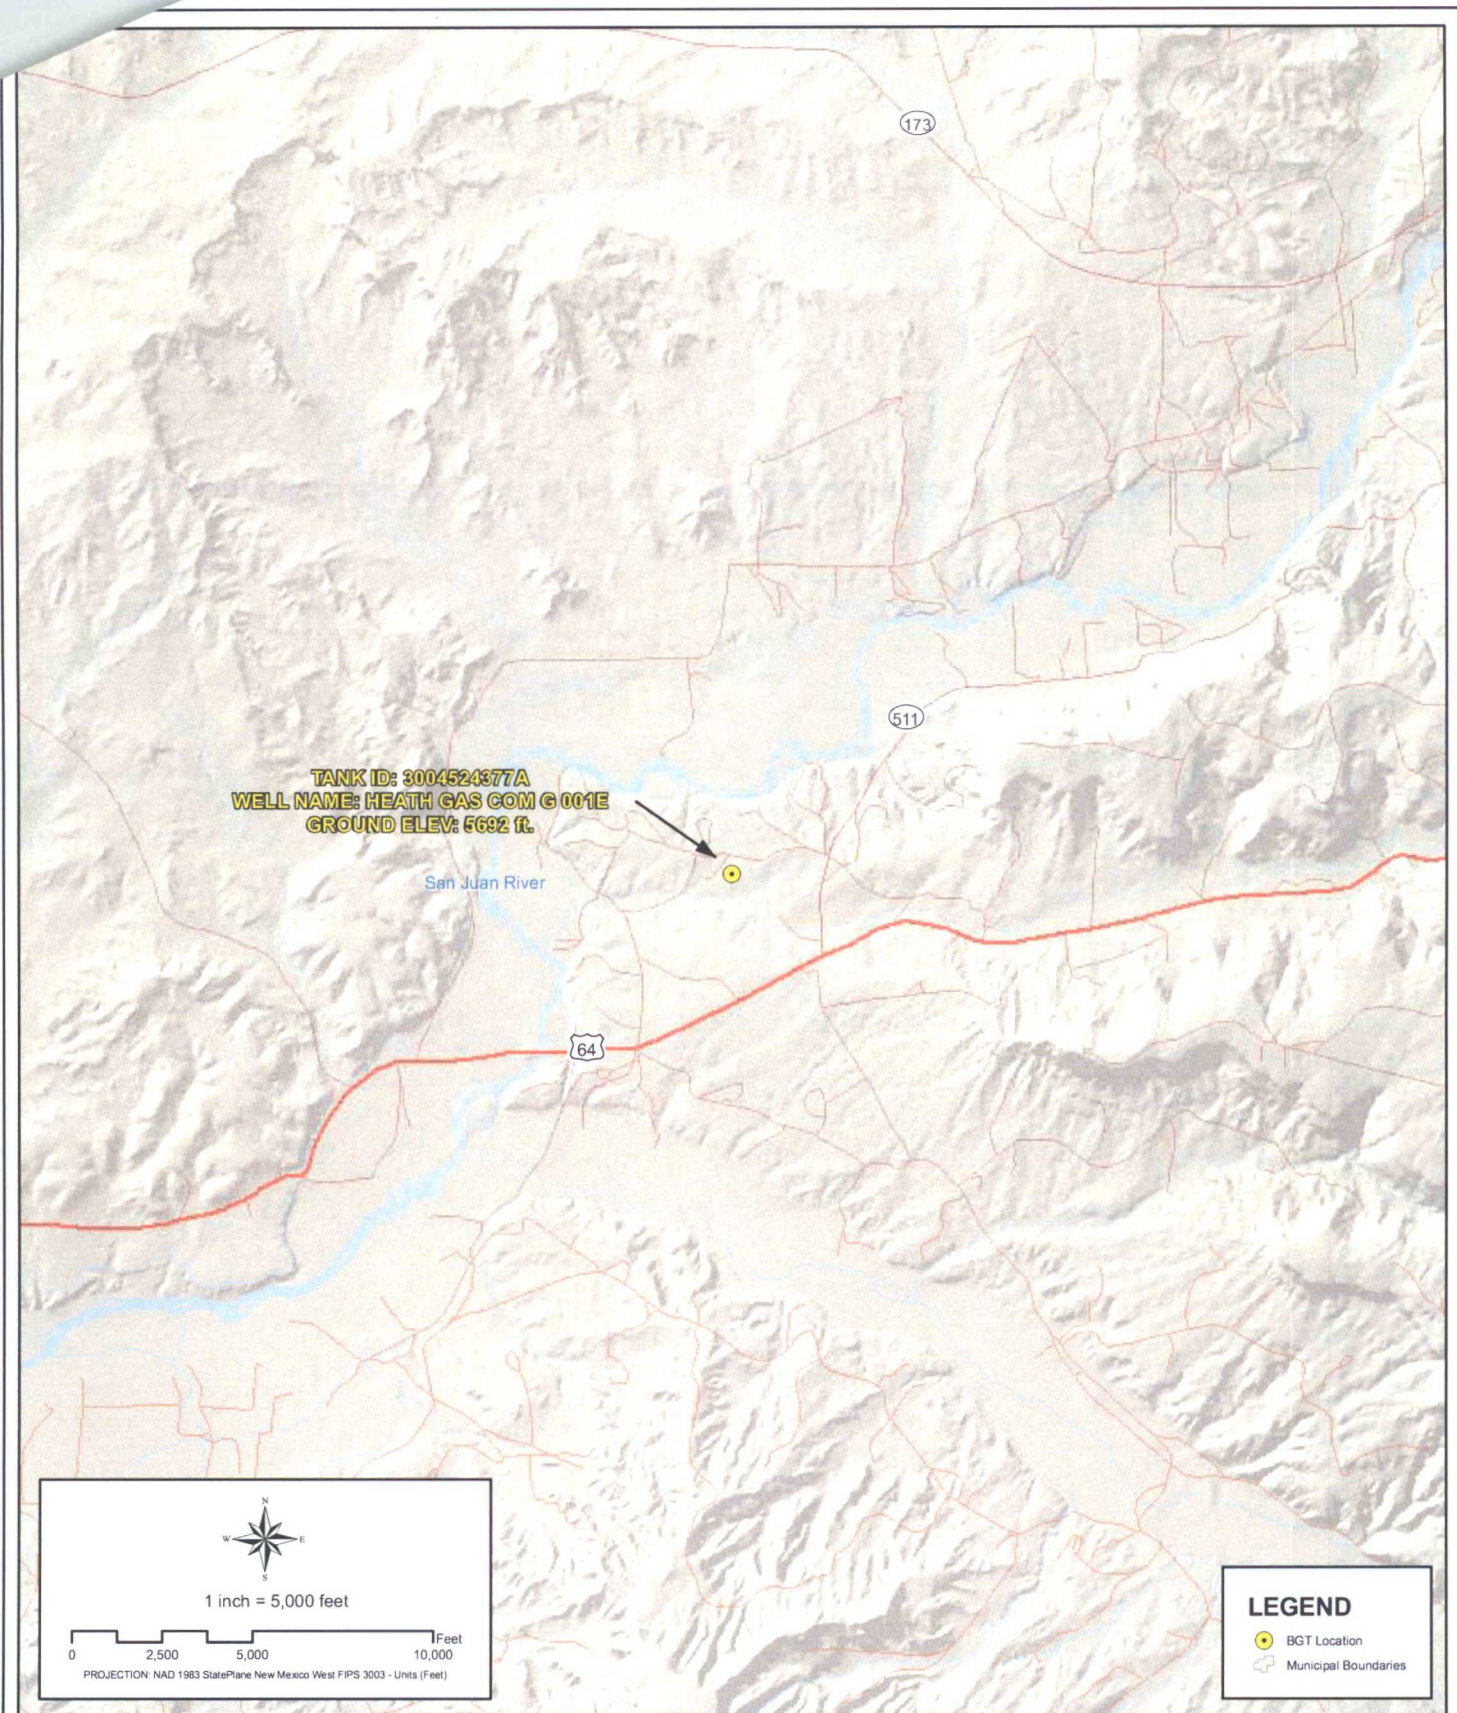 173
511
TANK ID: 3004524377A
WELL NAME: HEATH GAS COM G 001E
GROUND ELEV: 5692 ft.
San Juan River
64
N
W E
S
1 inch = 5,000 feet
Feet
0 2,500 5,000 10,000
PROJECTION: NAD 1983 StatePlane New Mexico West FIPS 3003 - Units (Feet)
LEGEND
BGT Location
Municipal Boundaries